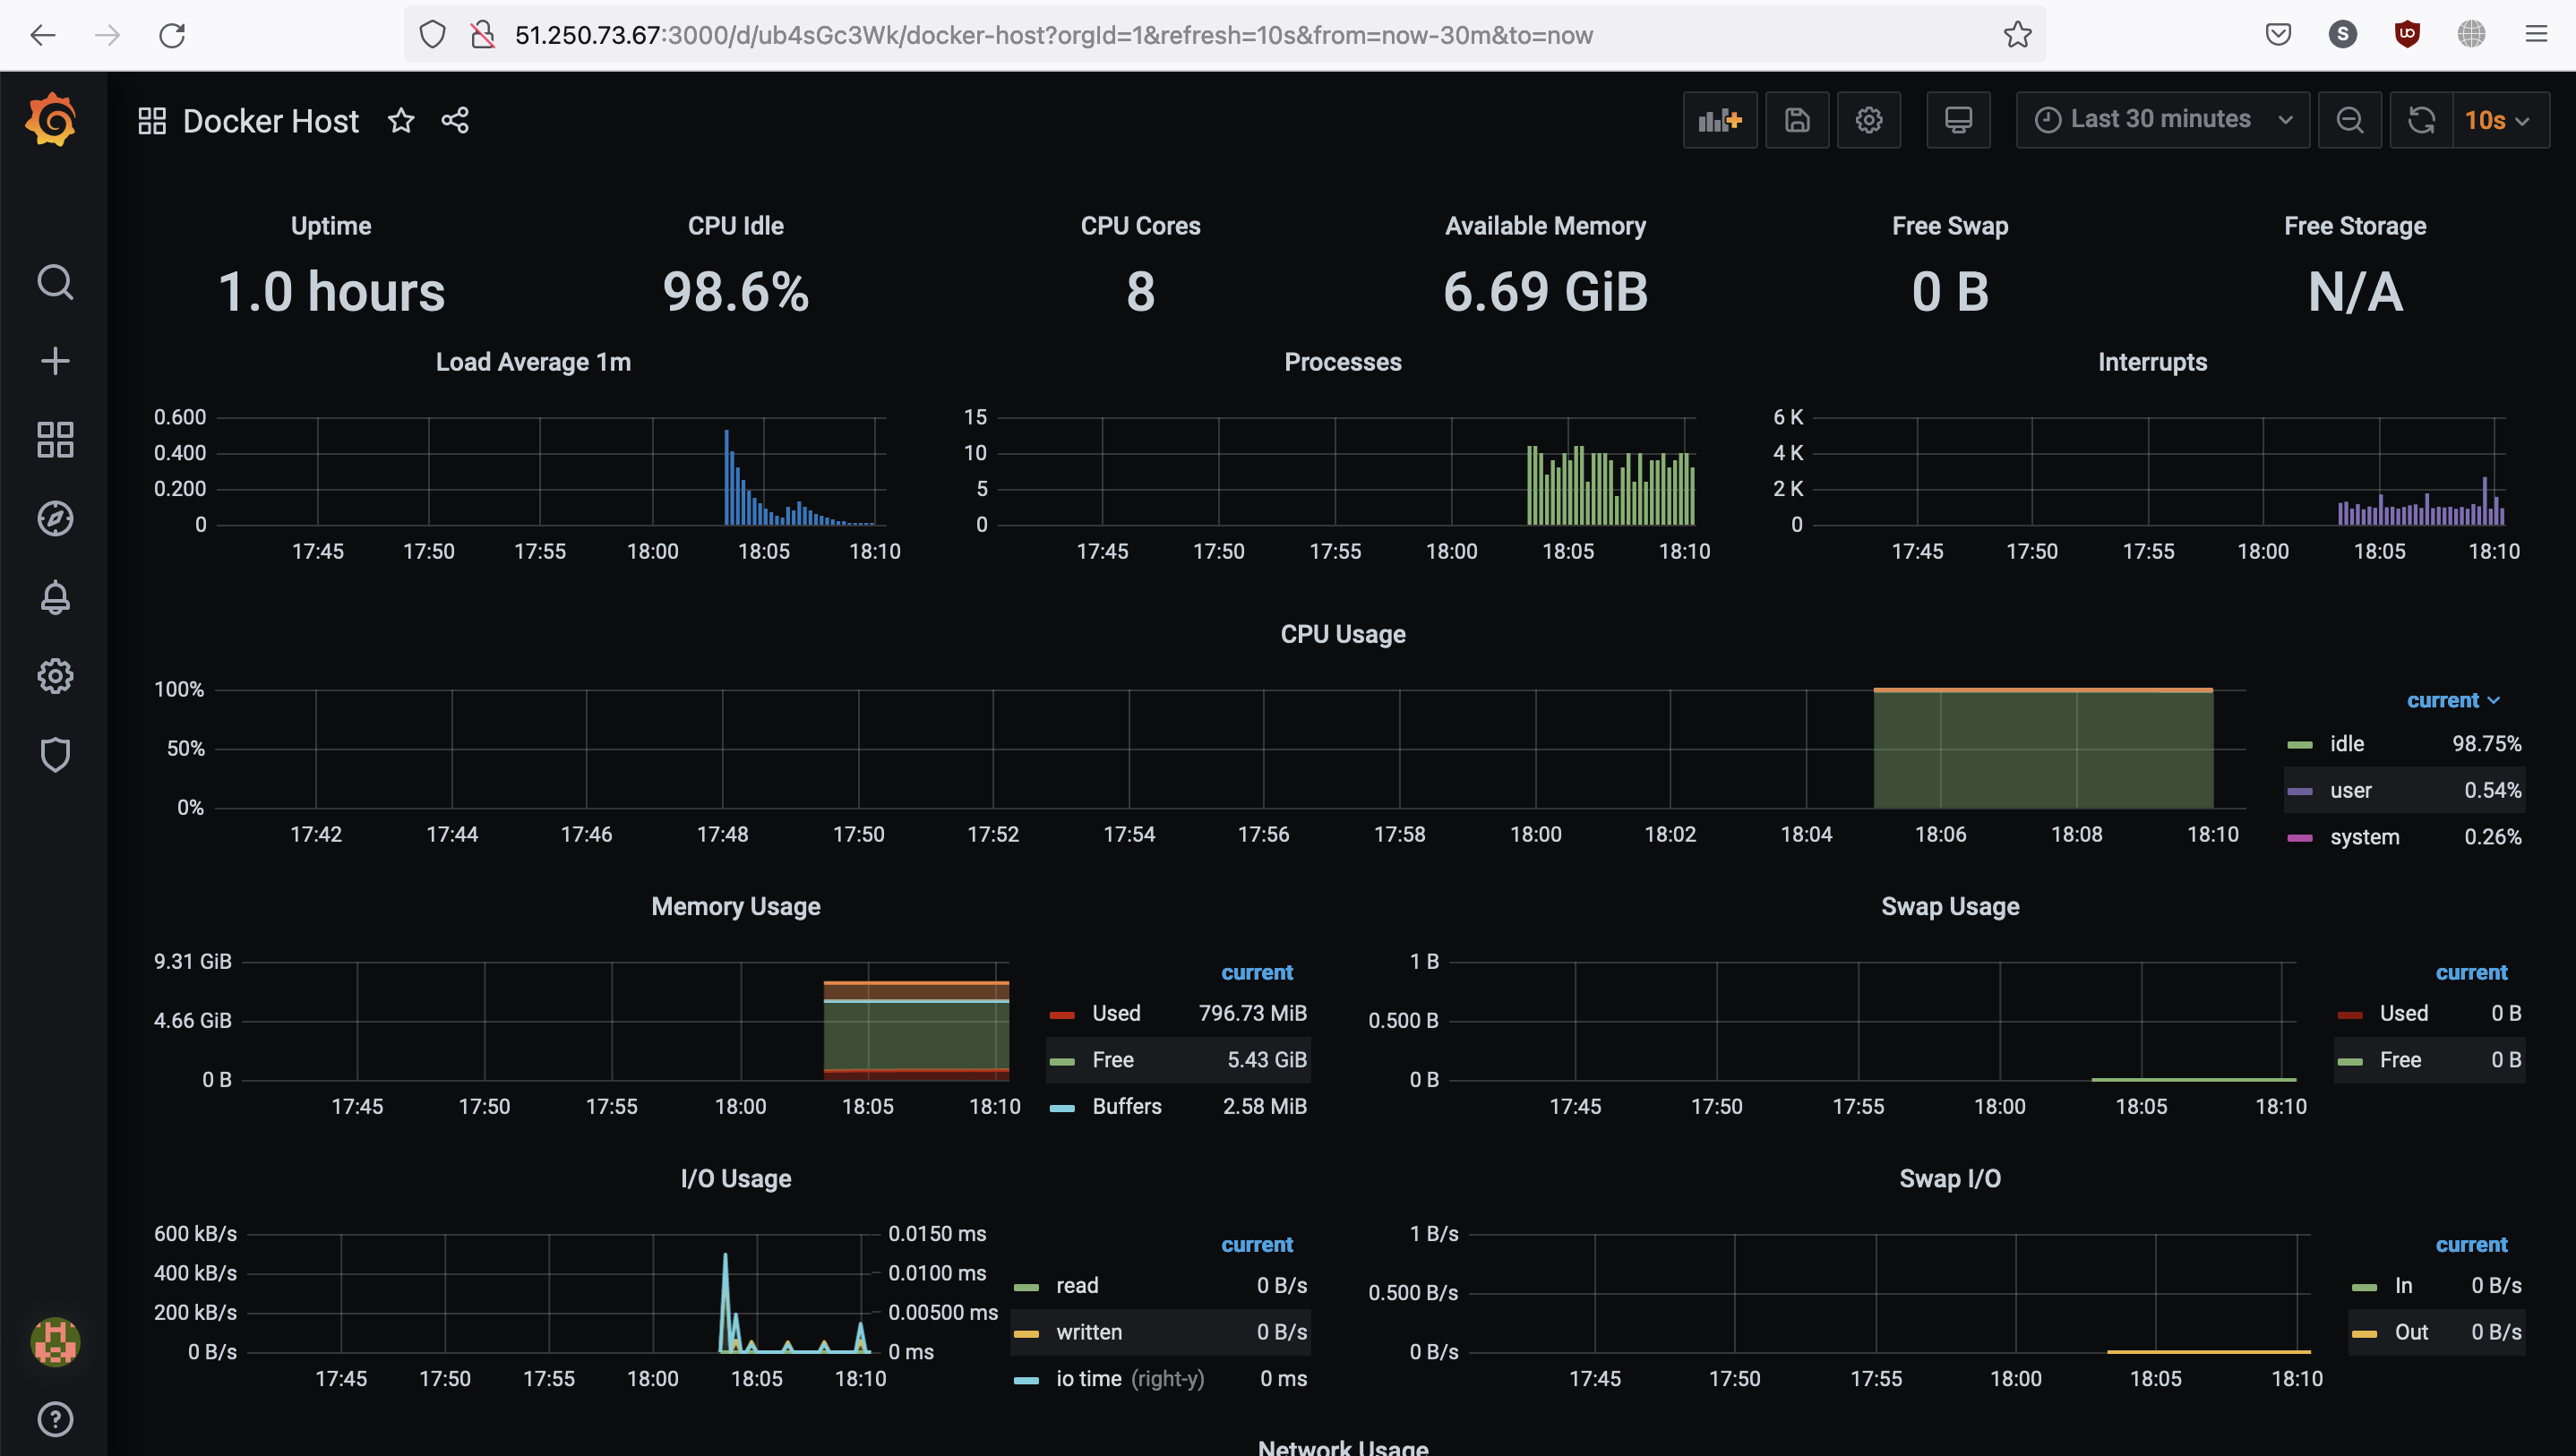 51.250.73.67:3000/d/ub4sGc3Wk/docker-host?orgId=1&refresh=10s&from=now-30m&to=now
S
Docker Host
Last 30 minutes
10s
Uptime
1.0 hours
CPU Idle
98.6%
CPU Cores
8
Available Memory
6.69 GiB
Free Swap
0 B
Free Storage
N/A
Load Average 1m
0.600
0.400
0.200
0
17:45 17:50 17:55 18:00 18:05 18:10
Processes
15
10
5
0
17:45 17:50 17:55 18:00 18:05 18:10
Interrupts
6 K
4 K
2 K
0
17:45 17:50 17:55 18:00 18:05 18:10
CPU Usage
100%
50%
0%
17:42 17:44 17:46 17:48 17:50 17:52 17:54 17:56 17:58 18:00 18:02 18:04 18:06 18:08 18:10
current
idle 98.75%
user 0.54%
system 0.26%
Memory Usage
9.31 GiB
4.66 GiB
0 B
17:45 17:50 17:55 18:00 18:05 18:10
current
Used 796.73 MiB
Free 5.43 GiB
Buffers 2.58 MiB
Swap Usage
1 B
0.500 B
0 B
17:45 17:50 17:55 18:00 18:05 18:10
current
Used 0 B
Free 0 B
I/O Usage
600 kB/s
400 kB/s
200 kB/s
0 B/s
0.0150 ms
0.0100 ms
0.00500 ms
0 ms
17:45 17:50 17:55 18:00 18:05 18:10
current
read 0 B/s
written 0 B/s
io time (right-y) 0 ms
Swap I/O
1 B/s
0.500 B/s
0 B/s
17:45 17:50 17:55 18:00 18:05 18:10
current
In 0 B/s
Out 0 B/s
Network Usage